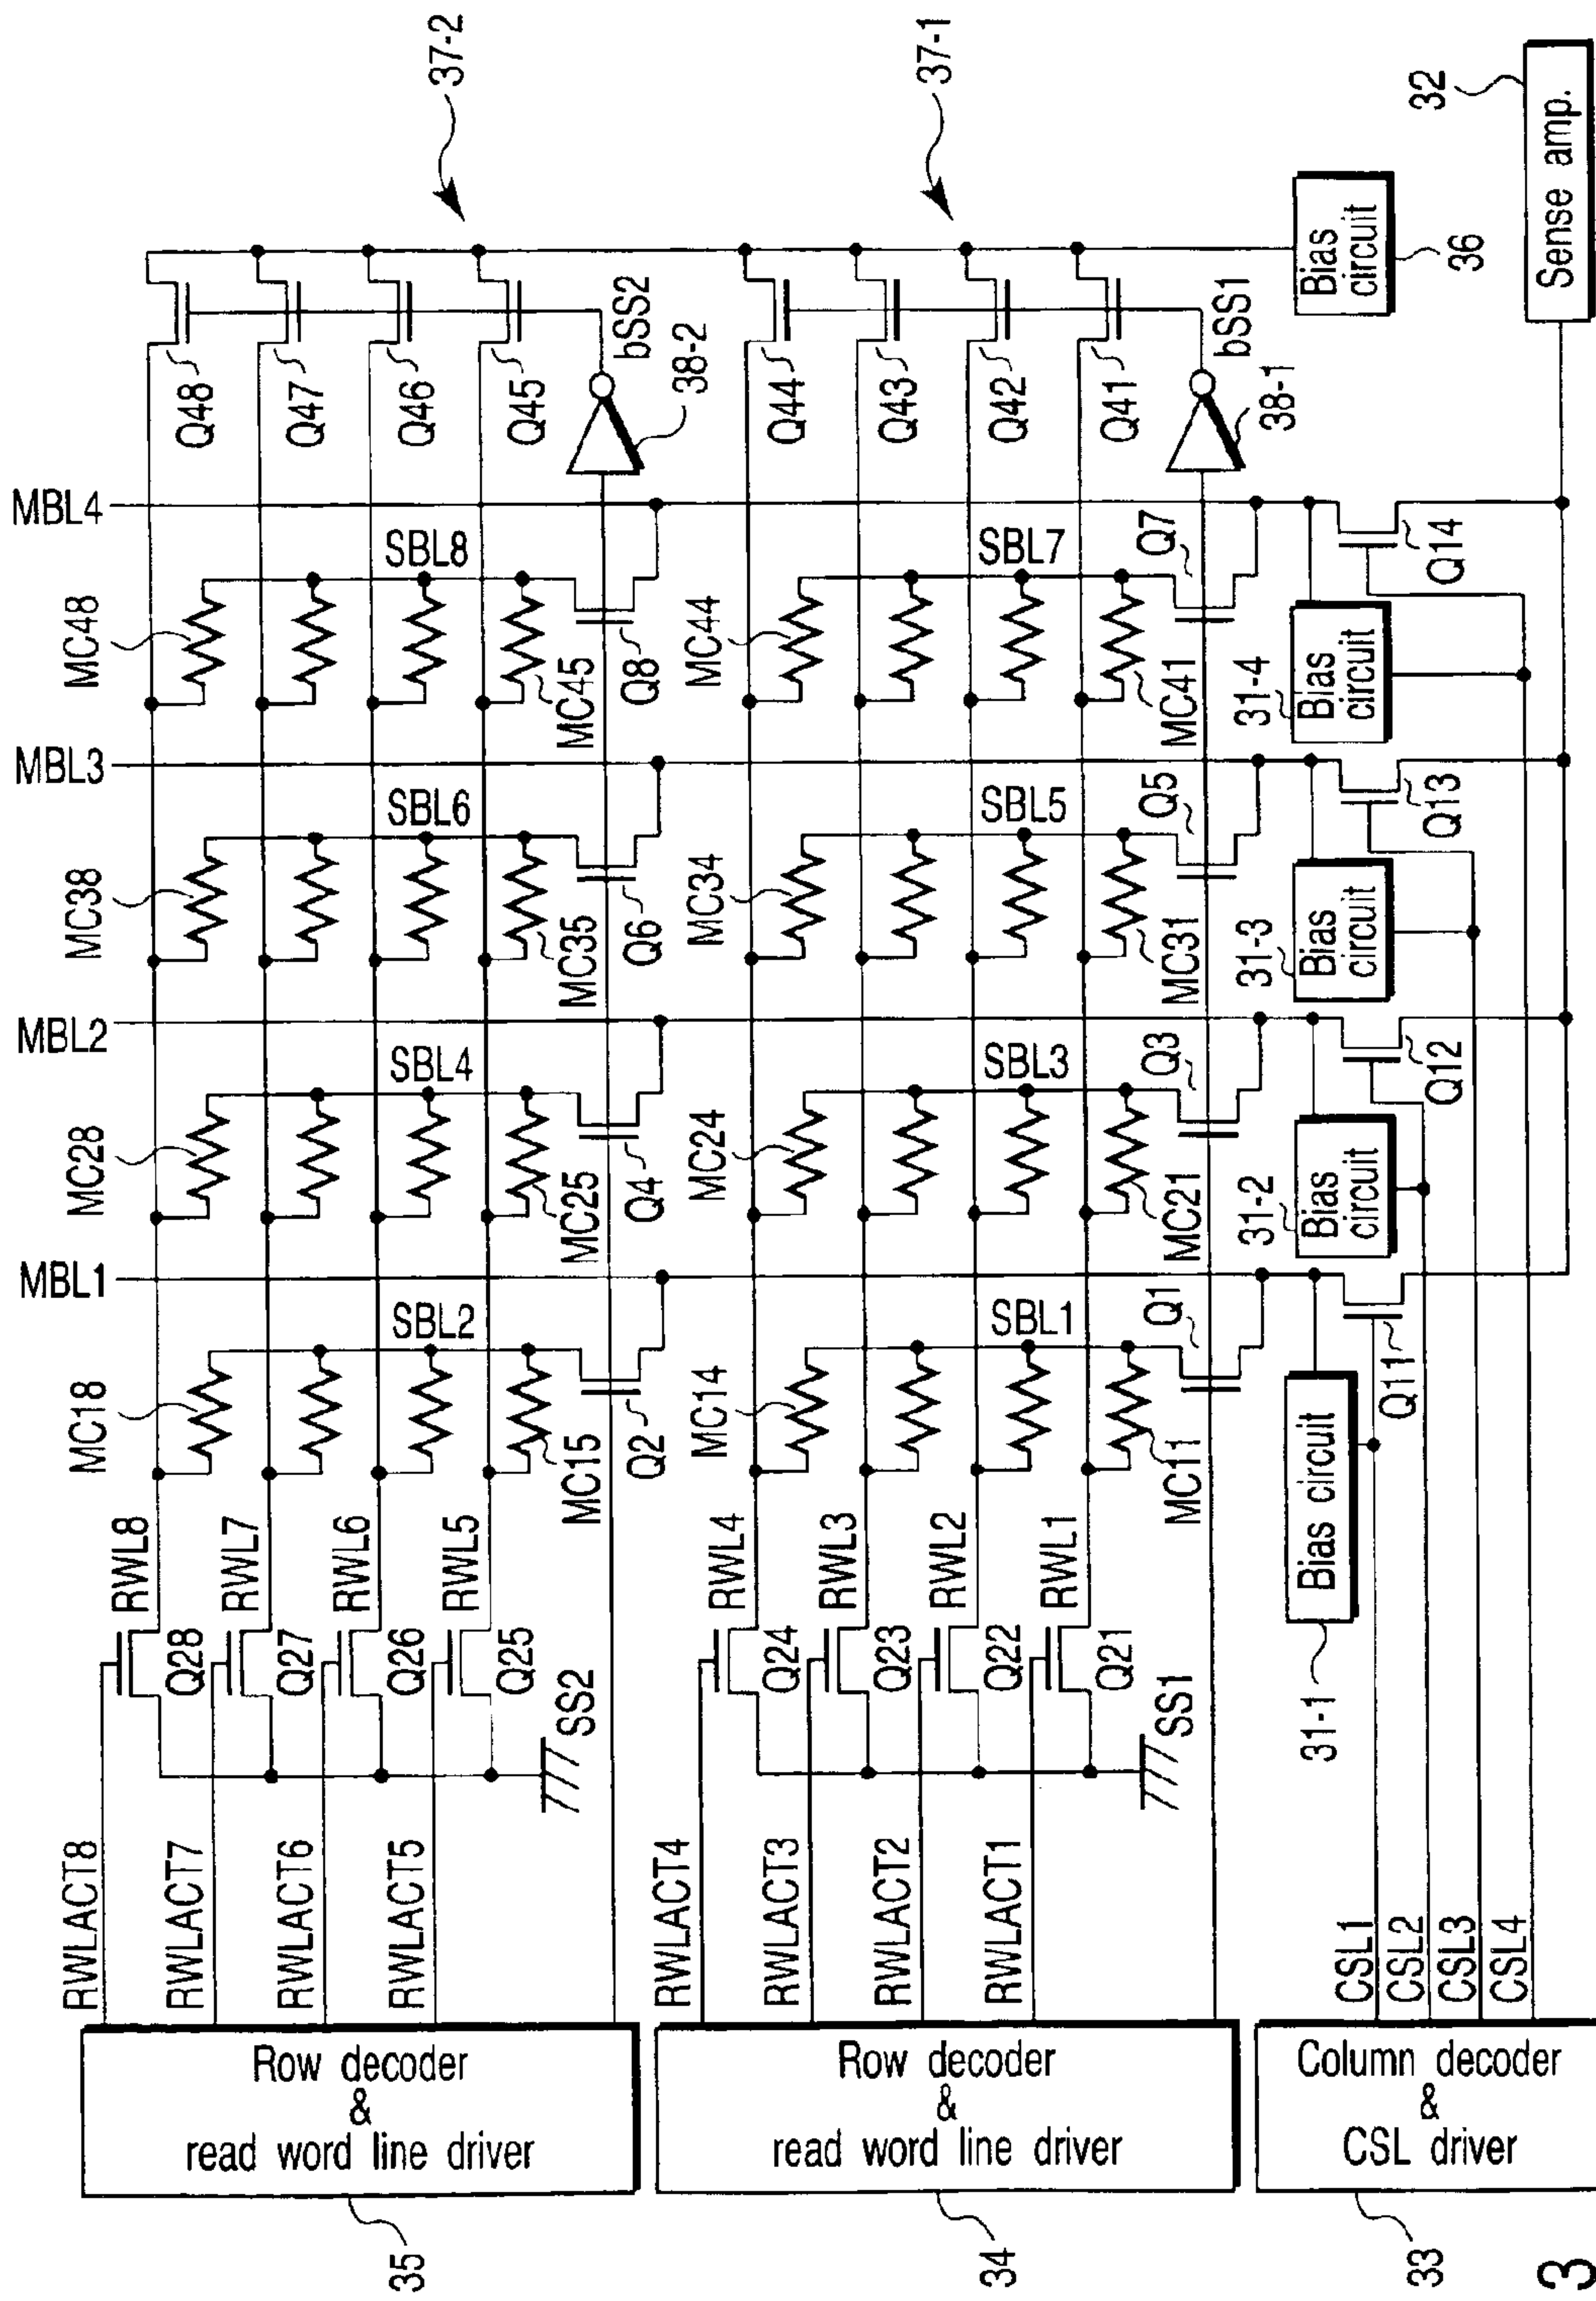 MBL1
MBL2
MBL3
MBL4
RWLACT8
RWL8
MC18
MC28
MC38
MC48
Q48
Q28
RWLACT7
RWL7
Q47
37-2
Q27
RWLACT6
RWL6
SBL2
SBL4
SBL6
SBL8
Q46
Q26
RWLACT5
RWL5
Q45
Q25
MC15
MC25
MC35
MC45
SS2
bSS2
Q2
Q4
Q6
Q8
38-2
35
Row decoder
&
read word line driver
RWLACT4
RWL4
MC14
MC24
MC34
MC44
Q44
Q24
RWLACT3
RWL3
Q43
37-1
Q23
RWLACT2
RWL2
SBL1
SBL3
SBL5
SBL7
Q42
Q22
RWLACT1
RWL1
Q41
Q21
MC11
MC21
MC31
MC41
Q1
Q3
Q5
Q7
SS1
bSS1
38-1
34
Row decoder
&
read word line driver
31-1
Bias circuit
31-2
Bias
circuit
31-3
Bias
circuit
31-4
Bias
circuit
Bias
circuit
36
Q11
Q12
Q13
Q14
CSL1
CSL2
CSL3
CSL4
33
Column decoder
&
CSL driver
32
Sense amp.
3